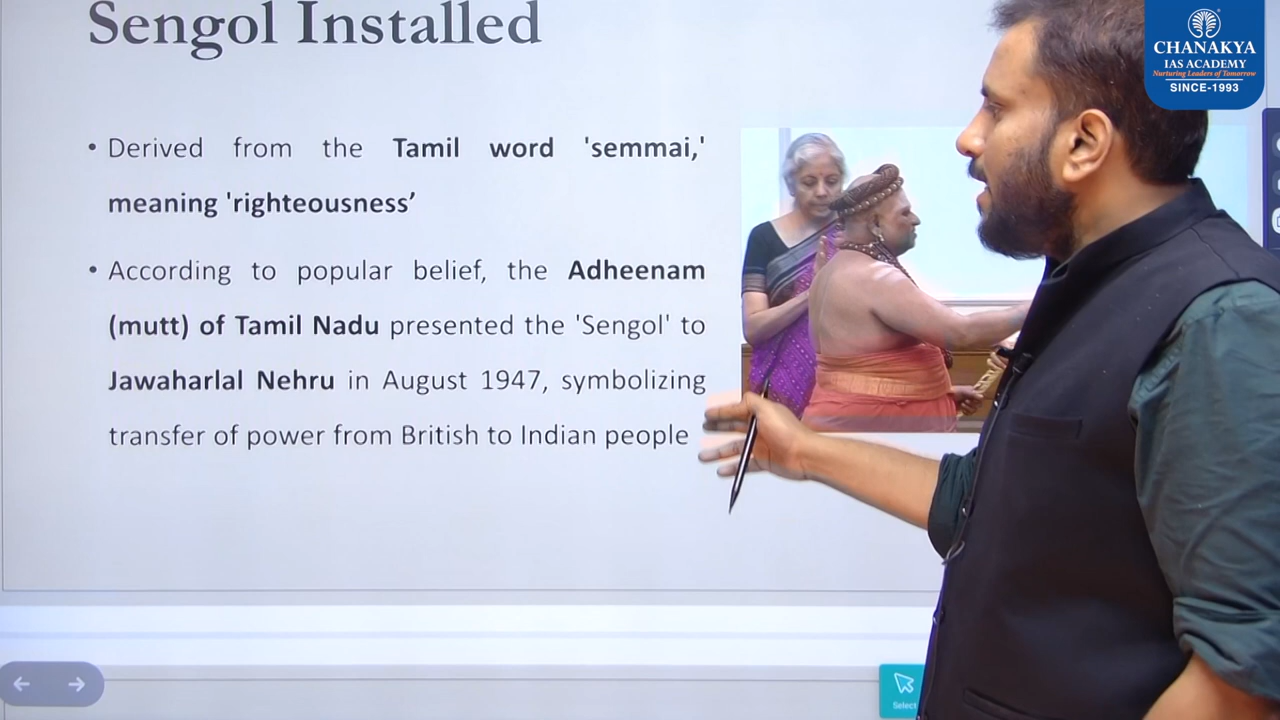 Sengol Installed
CHANAKYA
IAS ACADEMY
Nurturing Leaders of Tomorrow
SINCE-1993
• Derived from the Tamil word 'semmai,'
meaning 'righteousness’
• According to popular belief, the Adheenam
(mutt) of Tamil Nadu presented the 'Sengol' to
Jawaharlal Nehru in August 1947, symbolizing
transfer of power from British to Indian people
Select